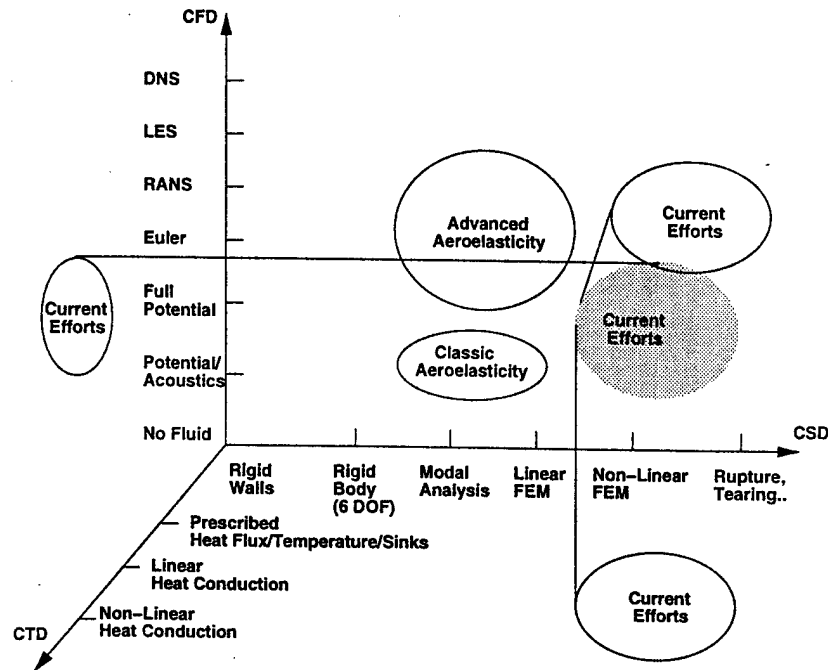 CFD
DNS
LES
RANS
Euler
Full
Potential
Potential/
Acoustics
No Fluid
Advanced
Aeroelasticity
Classic
Aeroelasticity
Current
Efforts
Current
Efforts
Current
Efforts
Current
Efforts
CSD
Rigid
Walls
Rigid
Body
(6 DOF)
Modal
Analysis
Linear
FEM
Non-Linear
FEM
Rupture,
Tearing..
Prescribed
Heat Flux/Temperature/Sinks
Linear
Heat Conduction
Non-Linear
Heat Conduction
CTD